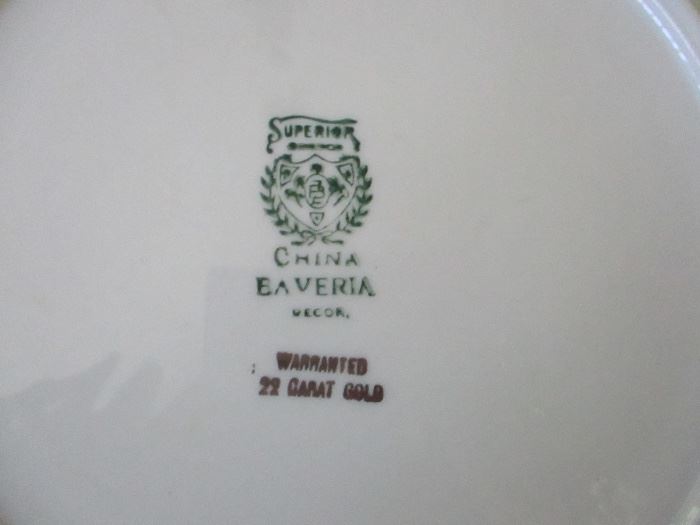 SUPERIOR
CHINA
BAVERIA
DECOR.
WARRANTED
22 CARAT GOLD